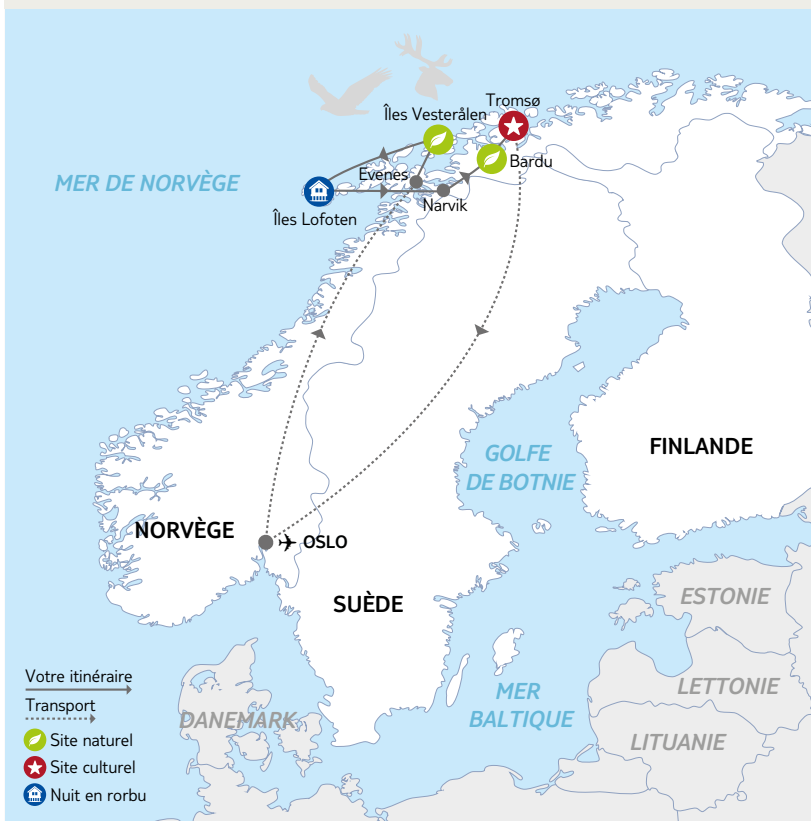 Tromsø
Îles Vesterålen
Bardu
Evenes
MER DE NORVÈGE
Narvik
Îles Lofoten
FINLANDE
GOLFE
DE BOTNIE
NORVÈGE
OSLO
SUÈDE
ESTONIE
LETTONIE
MER
BALTIQUE
LITUANIE
DANEMARK
Votre itinéraire
Transport
Site naturel
Site culturel
Nuit en rorbu